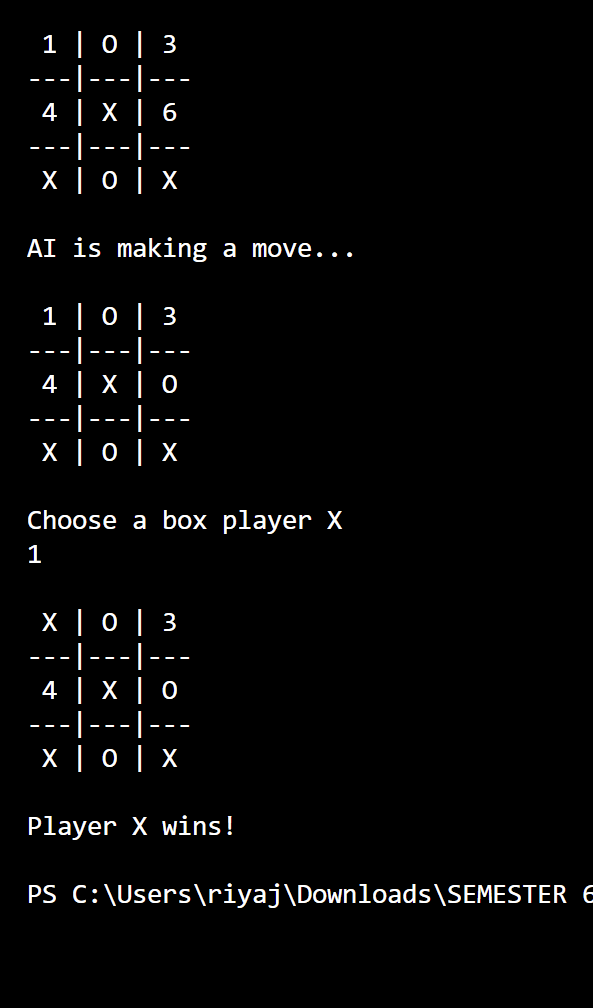 1 | O | 3
---|---|---
4 | X | 6
---|---|---
X | O | X
AI is making a move...
1 | O | 3
---|---|---
4 | X | O
---|---|---
X | O | X
Choose a box player X
1
X | O | 3
---|---|---
4 | X | O
---|---|---
X | O | X
Player X wins!
PS C:\Users\riyaj\Downloads\SEMESTER 6